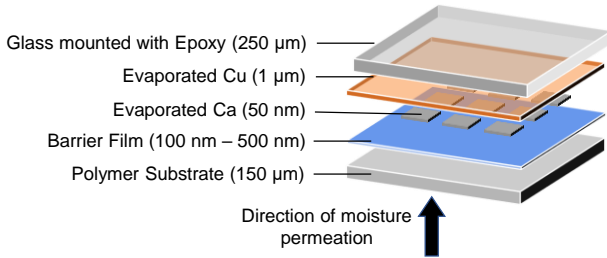 Glass mounted with Epoxy (250 μm)
Evaporated Cu (1 μm)
Evaporated Ca (50 nm)
Barrier Film (100 nm – 500 nm)
Polymer Substrate (150 μm)
Direction of moisture
permeation